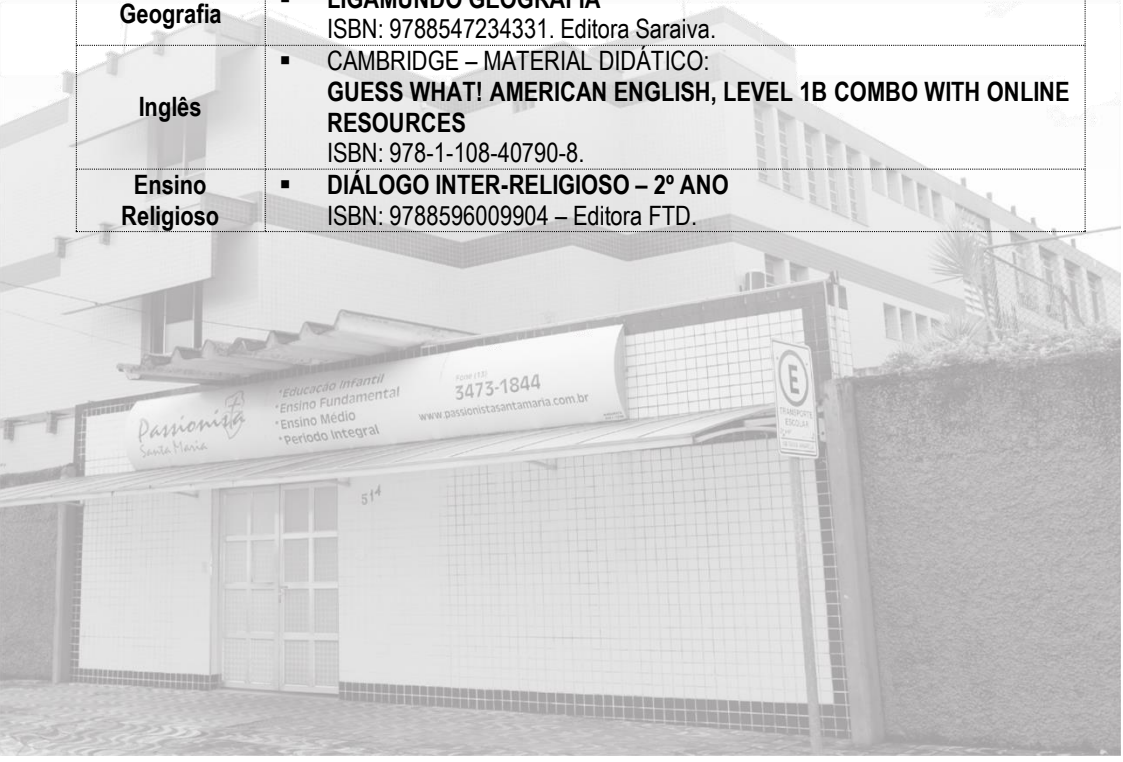 Geografia
LIGAMUNDO GEOGRAFIA
ISBN: 9788547234331. Editora Saraiva.
Inglês
▪ CAMBRIDGE – MATERIAL DIDÁTICO:
GUESS WHAT! AMERICAN ENGLISH, LEVEL 1B COMBO WITH ONLINE
RESOURCES
ISBN: 978-1-108-40790-8.
Ensino
Religioso
▪ DIÁLOGO INTER-RELIGIOSO – 2º ANO
ISBN: 9788596009904 – Editora FTD.
Passionista
Santa Maria
*Educação Infantil
*Ensino Fundamental
*Ensino Médio
*Período Integral
Fone (13)
3473-1844
www.passionistasantamaria.com.br
E
TRANSPORTE
ESCOLAR
514